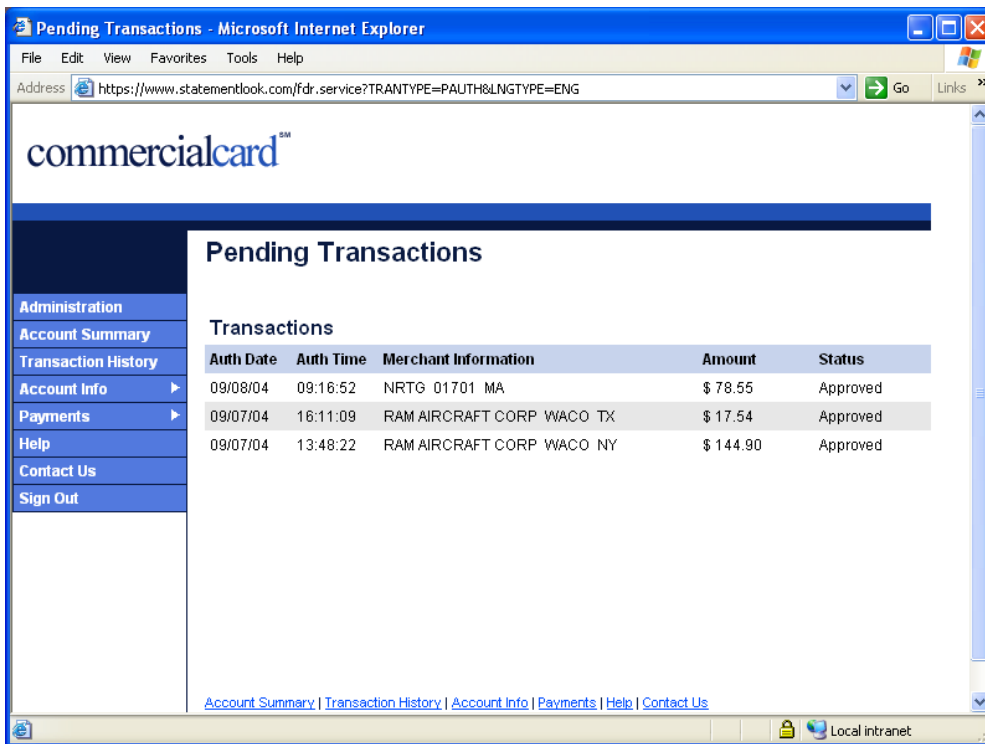 Pending Transactions - Microsoft Internet Explorer
File Edit View Favorites Tools Help
Address https://www.statementlook.com/fdr.service?TRANTYPE=PAUTH&LNGTYPE=ENG Go Links »
commercialcard SM
Pending Transactions
Administration
Account Summary
Transaction History
Account Info
Payments
Help
Contact Us
Sign Out
Transactions
Auth Date Auth Time Merchant Information Amount Status
09/08/04 09:16:52 NRTG 01701 MA $ 78.55 Approved
09/07/04 16:11:09 RAM AIRCRAFT CORP WACO TX $ 17.54 Approved
09/07/04 13:48:22 RAM AIRCRAFT CORP WACO NY $ 144.90 Approved
Account Summary | Transaction History | Account Info | Payments | Help | Contact Us
Local intranet